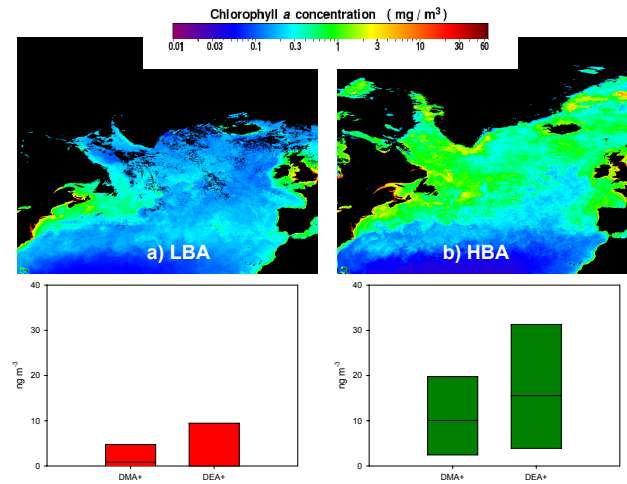 Chlorophyll a concentration ( mg / m³)
0.01 0.03 0.1 0.3 1 3 10 30 60
a) LBA b) HBA
40 40
30 30
20 20
10 10
0 0
ng m⁻³ ng m⁻³
DMA+ DEA+ DMA+ DEA+